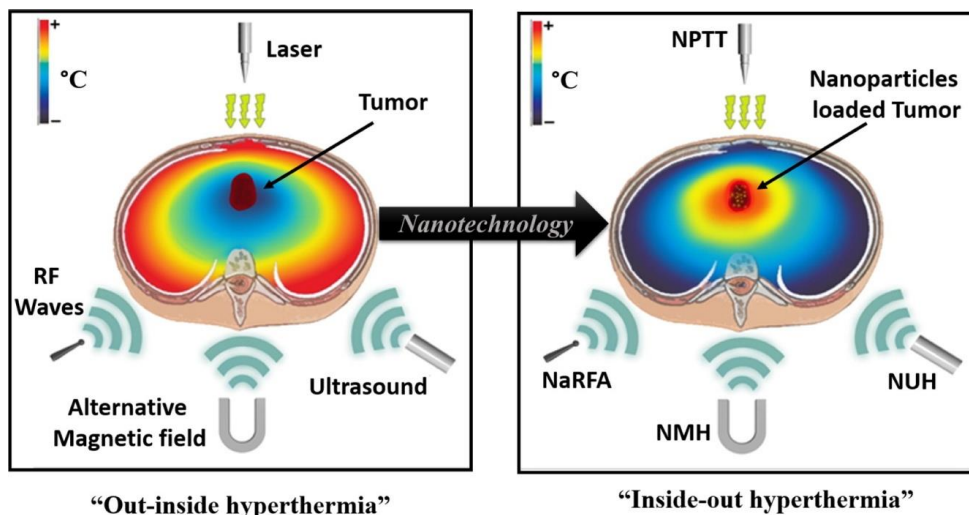 +
°C
−
Laser
Tumor
RF
Waves
Alternative
Magnetic field
Ultrasound
“Out-inside hyperthermia”
Nanotechnology
+
°C
−
NPTT
Nanoparticles
loaded Tumor
NaRFA
NMH
NUH
“Inside-out hyperthermia”